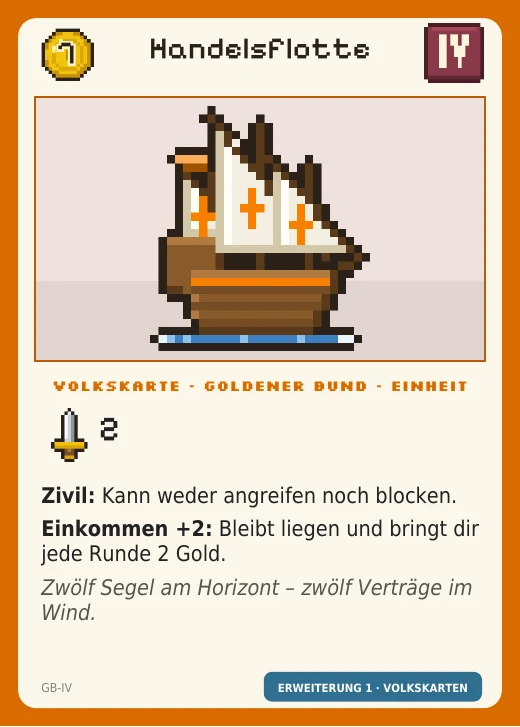 7
Handelsflotte
IV
VOLKSKARTE · GOLDENER BUND · EINHEIT
2
Zivil: Kann weder angreifen noch blocken.
Einkommen +2: Bleibt liegen und bringt dir
jede Runde 2 Gold.
Zwölf Segel am Horizont – zwölf Verträge im
Wind.
GB-IV
ERWEITERUNG 1 · VOLKSKARTEN